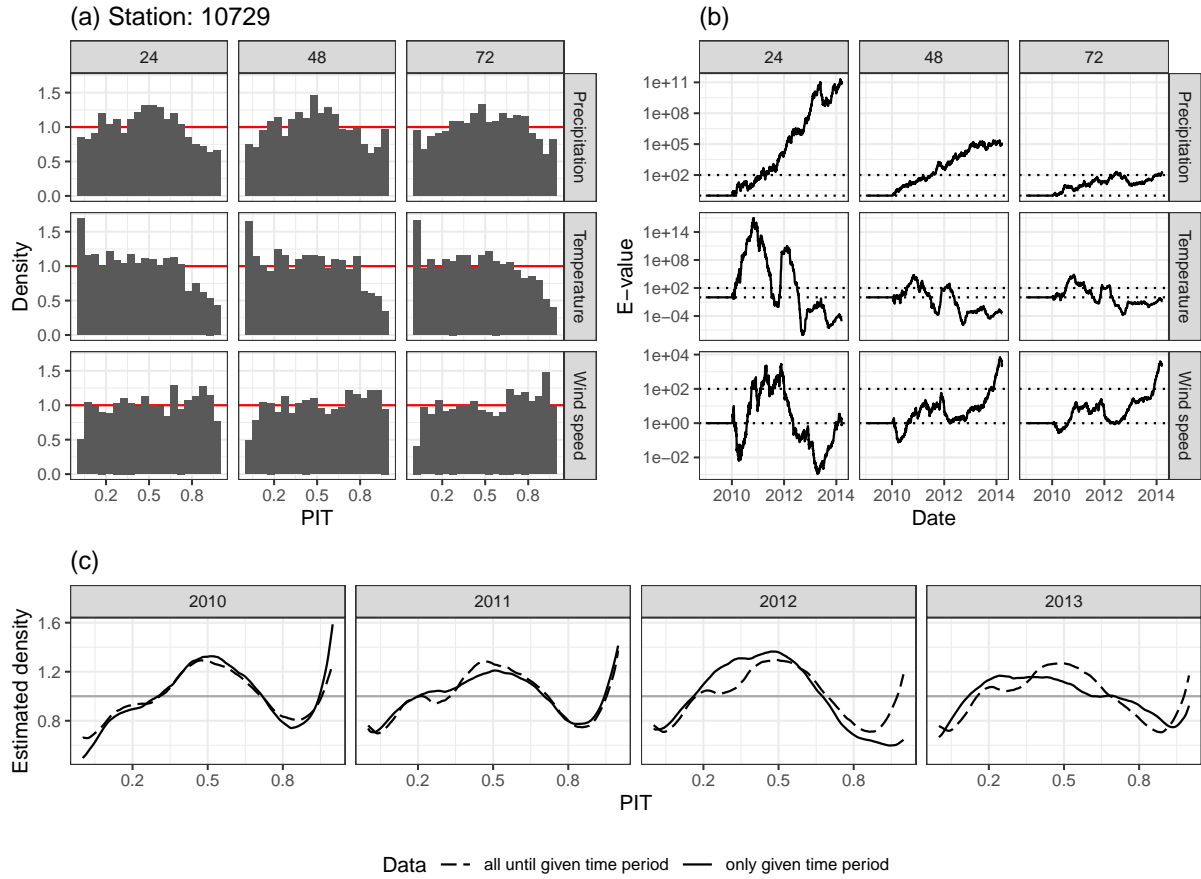 (a) Station: 10729
24 48 72
Density
1.5
1.0
0.5
0.0
Precipitation
1.5
1.0
0.5
0.0
Temperature
1.5
1.0
0.5
0.0
Wind speed
0.2 0.5 0.8 0.2 0.5 0.8 0.2 0.5 0.8
PIT
(b)
24 48 72
E−value
1e+11
1e+08
1e+05
1e+02
Precipitation
1e+14
1e+08
1e+02
1e−04
Temperature
1e+04
1e+02
1e+00
1e−02
Wind speed
2010 2012 2014 2010 2012 2014 2010 2012 2014
Date
(c)
2010 2011 2012 2013
Estimated density
1.6
1.2
0.8
0.2 0.5 0.8 0.2 0.5 0.8 0.2 0.5 0.8 0.2 0.5 0.8
PIT
Data all until given time period only given time period